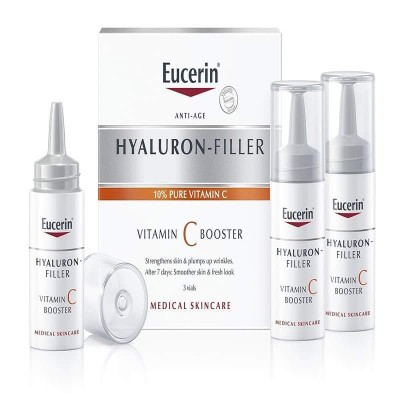 Eucerin®
ANTI-AGE
HYALURON-FILLER
10% PURE VITAMIN C
VITAMIN C BOOSTER
Strengthens skin & plumps up wrinkles.
After 7 days: Smoother skin & fresh look
3 vials
MEDICAL SKINCARE
Eucerin®
HYALURON-
FILLER
VITAMIN C
BOOSTER
MEDICAL SKINCARE
Eucerin®
HYALURON-
FILLER
VITAMIN C
BOOSTER
MEDICAL SKINCARE
Eucerin®
HYALURON-
FILLER
VITAMIN C
BOOSTER
MEDICAL SKINCARE